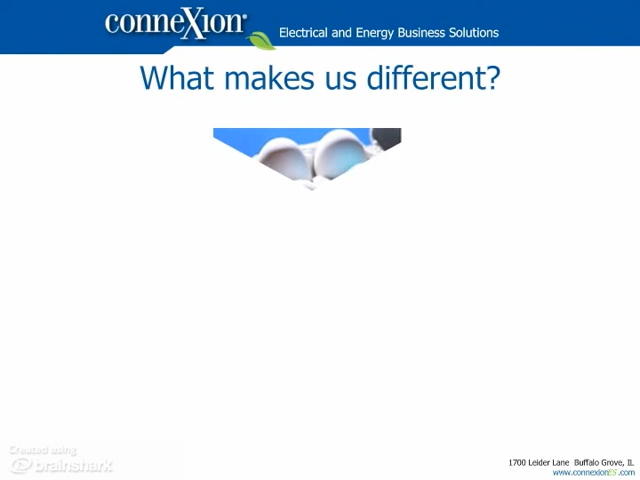 conneXion®
Electrical and Energy Business Solutions
What makes us different?
Created using
brainshark
1700 Leider Lane Buffalo Grove, IL
www.connexionES.com